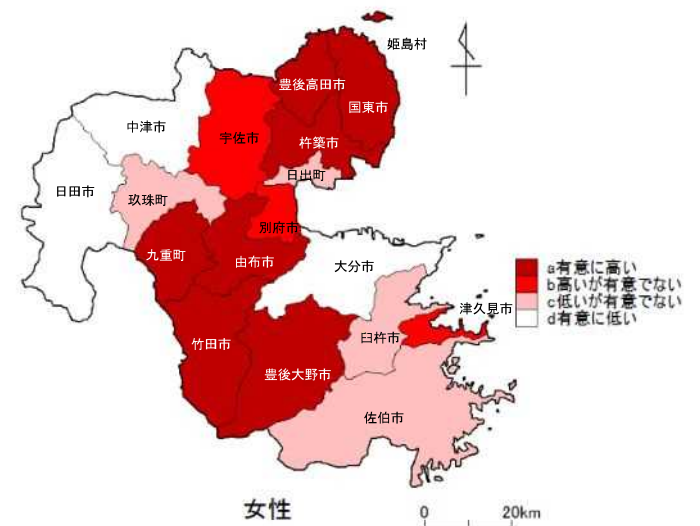 姫島村
豊後高田市
国東市
中津市
宇佐市
杵築市
日出町
日田市
玖珠町
別府市
九重町
由布市
大分市
a有意に高い
b高いが有意でない
c低いが有意でない
d有意に低い
津久見市
臼杵市
竹田市
豊後大野市
佐伯市
女性
0 20km